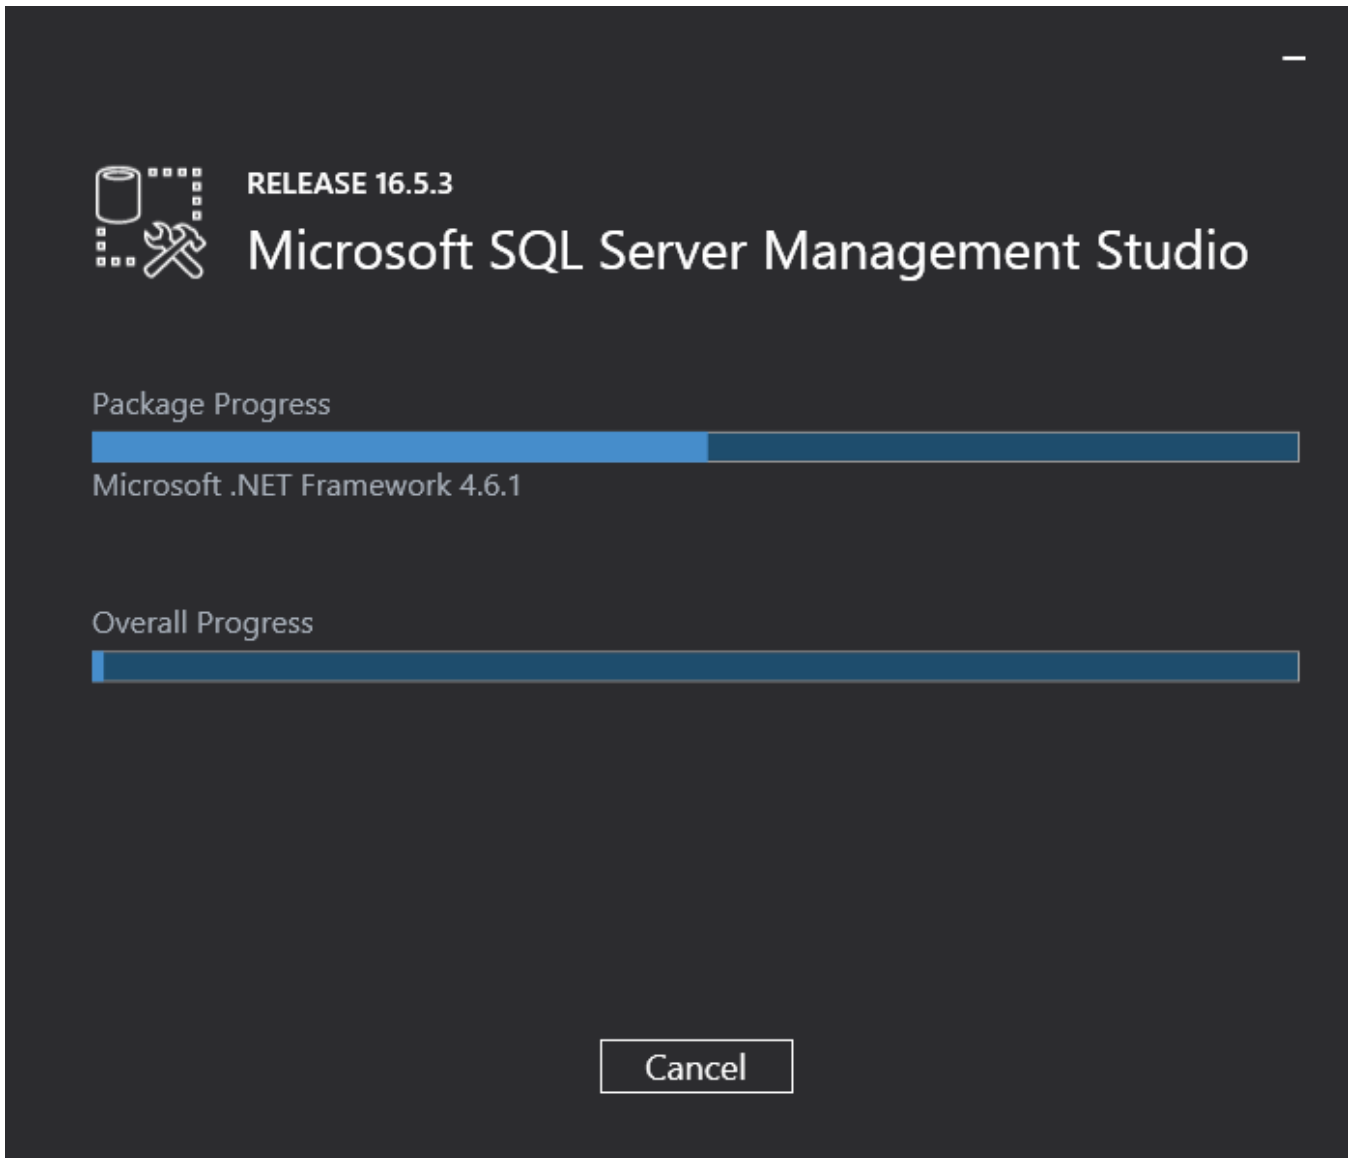 RELEASE 16.5.3
Microsoft SQL Server Management Studio
Package Progress
Microsoft .NET Framework 4.6.1
Overall Progress
Cancel